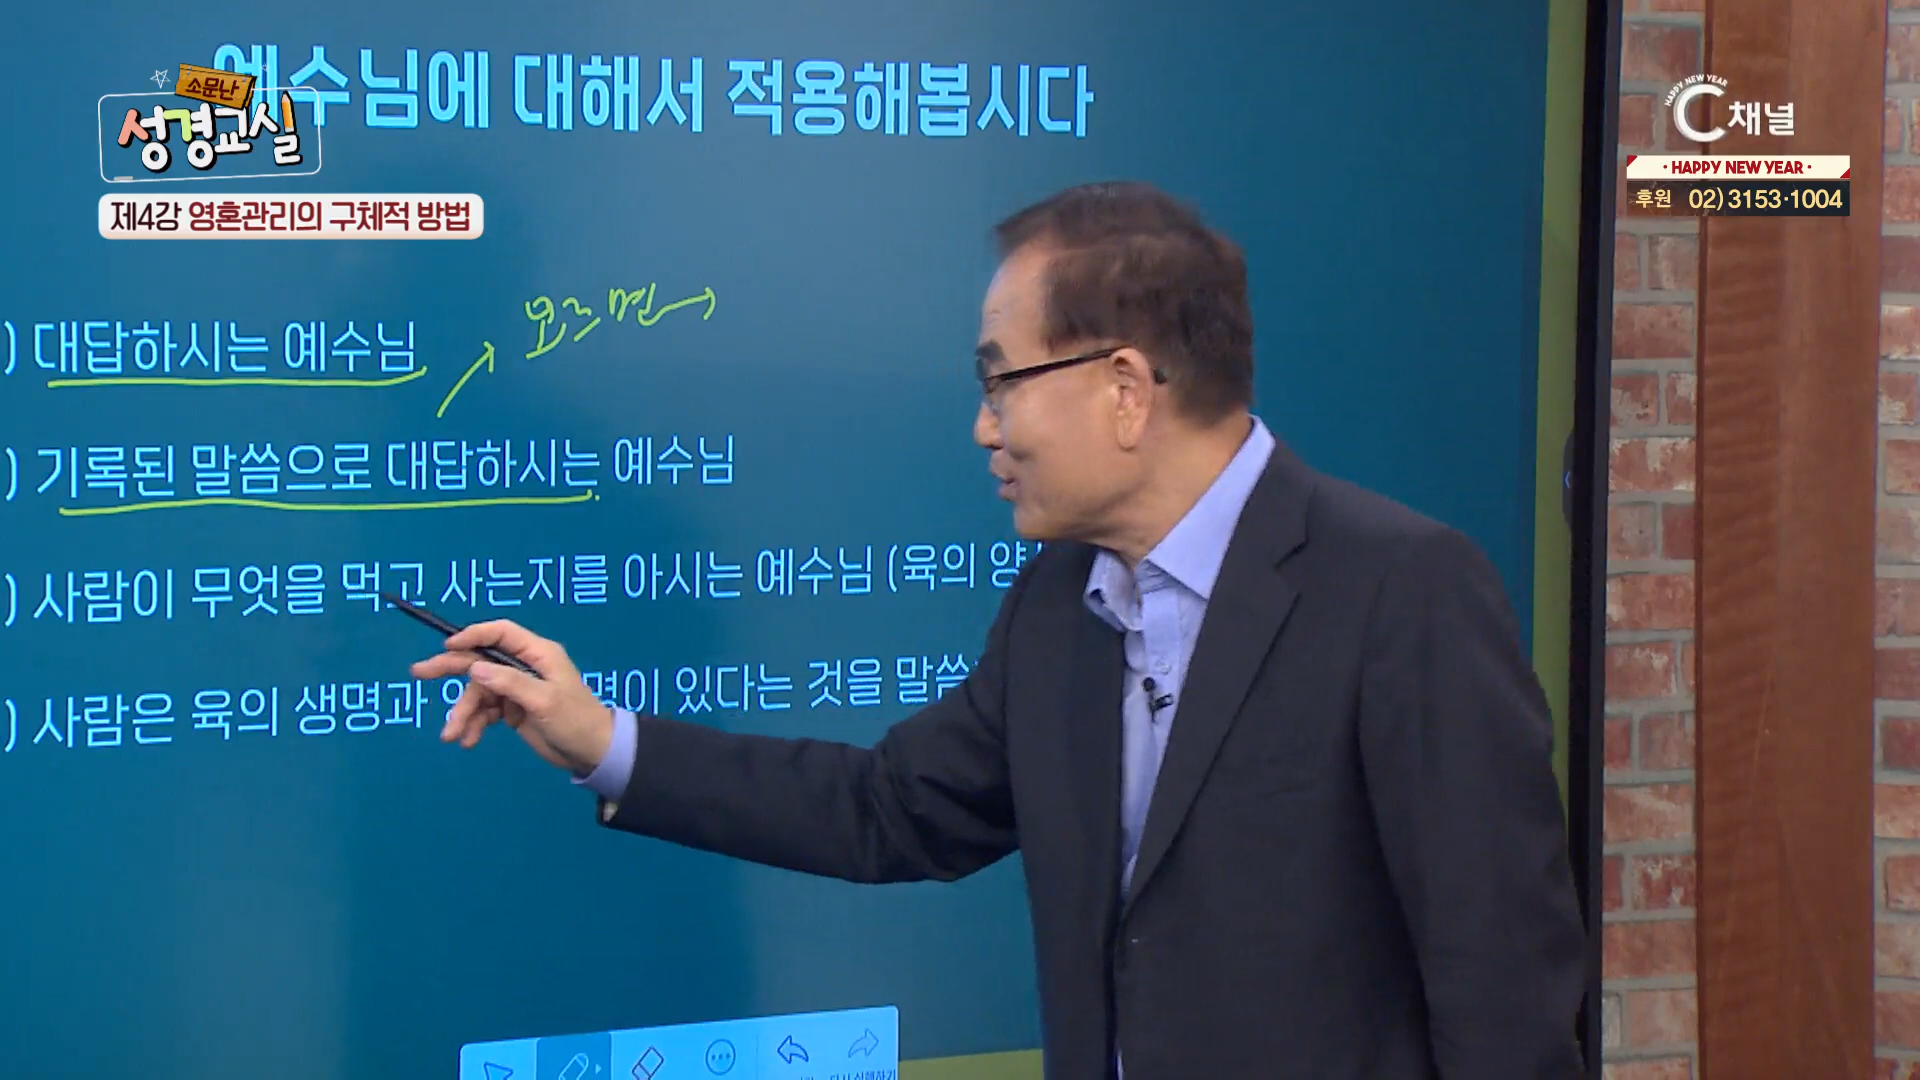 예수님에 대해서 적용해봅시다
소문난
성경교실
제4강 영혼관리의 구체적 방법
HAPPY NEW YEAR
C채널
· HAPPY NEW YEAR ·
후원 02) 3153·1004
모르면→
) 대답하시는 예수님
) 기록된 말씀으로 대답하시는 예수님
) 사람이 무엇을 먹고 사는지를 아시는 예수님 (육의
) 사람은 육의 생명과 있다는 것을